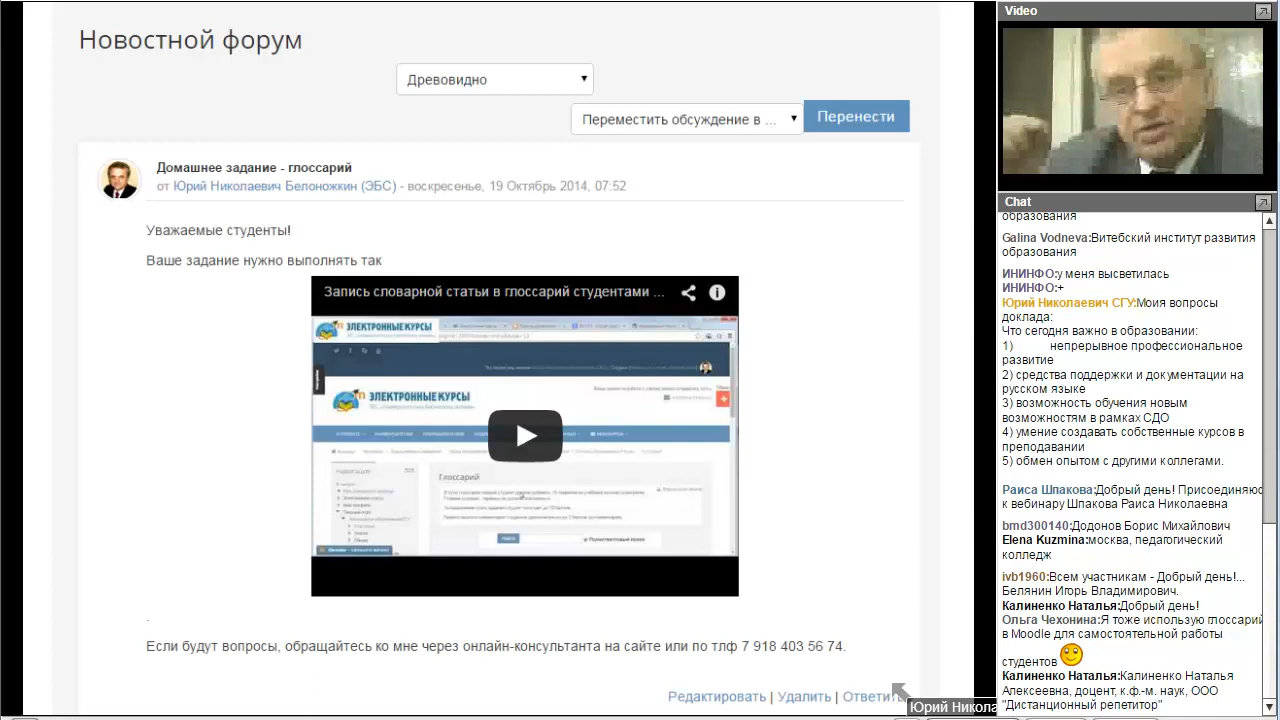 Новостной форум
Древовидно
Переместить обсуждение в ...
Перенести
Домашнее задание - глоссарий
от Юрий Николаевич Белоножкин (ЭБС) - воскресенье, 19 Октябрь 2014, 07:52
Уважаемые студенты!
Ваше задание нужно выполнять так
Запись словарной статьи в глоссарий студентами ...
ЭЛЕКТРОННЫЕ КУРСЫ
ЭЛЕКТРОННЫЕ КУРСЫ
Глоссарий
.
Если будут вопросы, обращайтесь ко мне через онлайн-консультанта на сайте или по тлф 7 918 403 56 74.
Редактировать | Удалить | Ответить
Юрий Никола
Video
Chat
образования
Galina Vodneva:Витебский институт развития
образования
ИНИНФО:у меня высветилась
ИНИНФО:+
Юрий Николаевич СГУ:Моия вопросы
доклада:
Что сегодня важно в образовании:
1) непрерывное профессиональное
развитие
2) средства поддержки и документации на
русском языке
3) возможность обучения новым
возможностям в рамках СДО
4) умение создавать собственные курсов в
преподавании
5) обмен опытом с другими коллегами.
Раиса Шпакова:Добрый день! Присоединяюс
к вебинару Шпакова Раиса Николаевна
bmd300140:Додонов Борис Михайлович
Elena Kuzmina:москва, педагогический
колледж
ivb1960:Всем участникам - Добрый день!...
Белянин Игорь Владимирович.
Калиненко Наталья:Добрый день!
Ольга Чехонина:Я тоже использую глоссарий
в Moodle для самостоятельной работы
студентов
Калиненко Наталья:Калиненко Наталья
Алексеевна, доцент, к.ф.-м. наук, ООО
"Дистанционный репетитор"